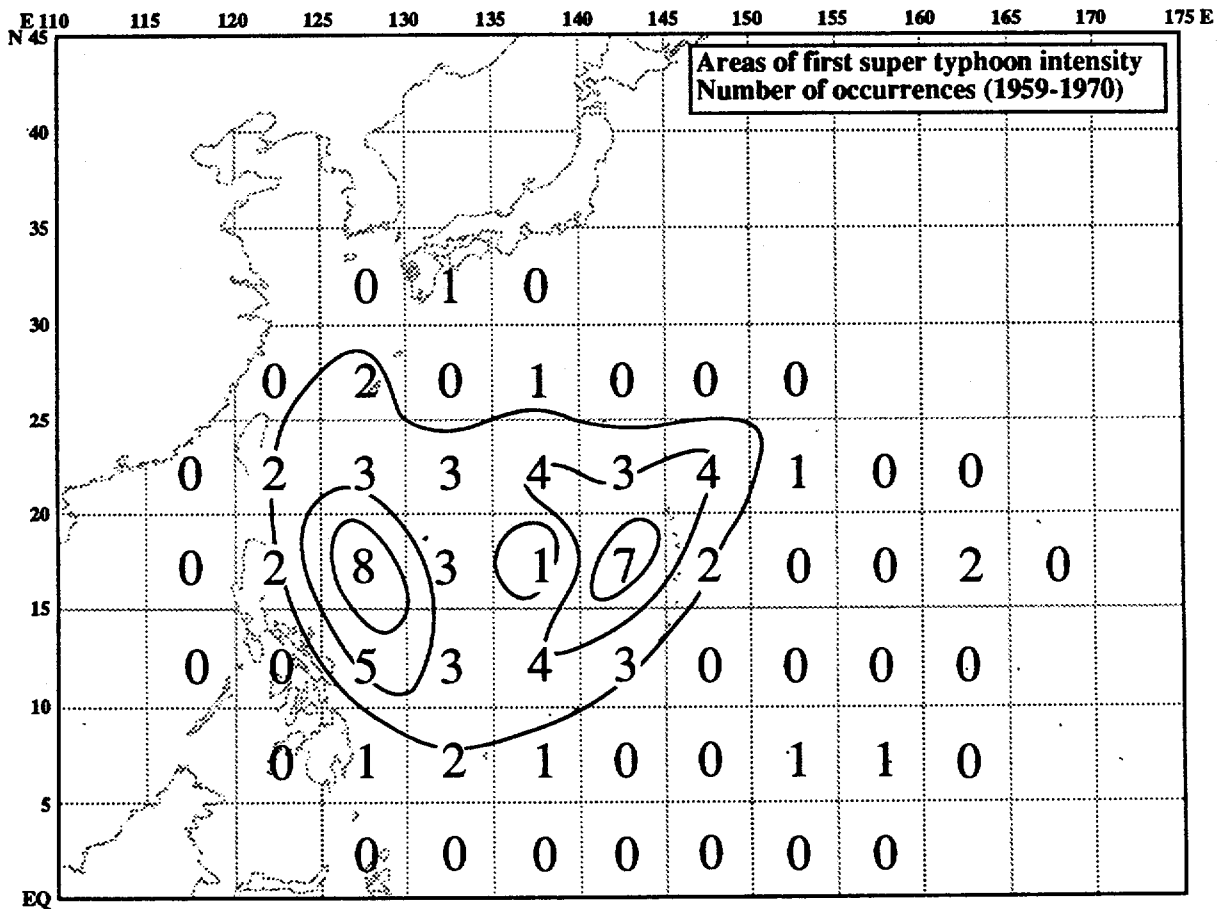 E 110 115 120 125 130 135 140 145 150 155 160 165 170 175 E
N 45
Areas of first super typhoon intensity
Number of occurrences (1959-1970)
40
35
0 1 0
30
0 2 0 1 0 0 0
25
0 2 3 3 4 3 4 1 0 0
20
0 2 8 3 1 7 2 0 0 2 0
15
0 0 5 3 4 3 0 0 0 0
10
0 1 2 1 0 0 1 1 0
5
0 0 0 0 0 0 0
EQ